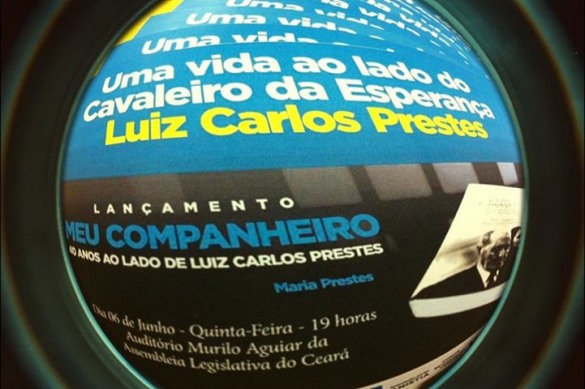 Uma vida
Uma vida
Uma vida
Uma vida ao lado do
Cavaleiro da Esperança
Luiz Carlos Prestes
LANÇAMENTO
MEU COMPANHEIRO
40 ANOS AO LADO DE LUIZ CARLOS PRESTES
Maria Prestes
Dia 06 de Junho - Quinta-Feira - 19 horas
Auditório Murilo Aguiar da
Assembleia Legislativa do Ceará